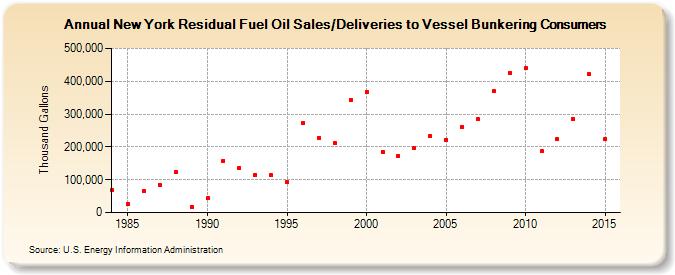 Annual New York Residual Fuel Oil Sales/Deliveries to Vessel Bunkering Consumers
Thousand Gallons
500,000
400,000
300,000
200,000
100,000
0
1985 1990 1995 2000 2005 2010 2015
Source: U.S. Energy Information Administration